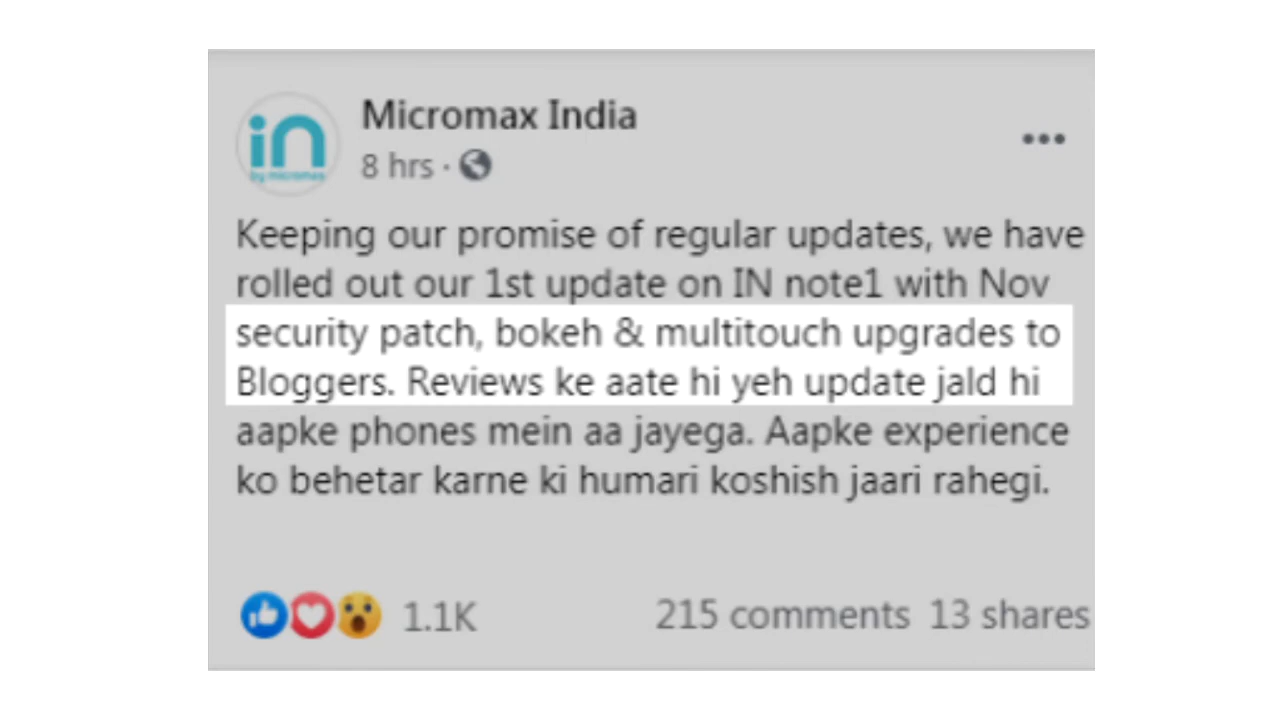 in
by micromax
Micromax India
8 hrs ·
Keeping our promise of regular updates, we have
rolled out our 1st update on IN note1 with Nov
security patch, bokeh & multitouch upgrades to
Bloggers. Reviews ke aate hi yeh update jald hi
aapke phones mein aa jayega. Aapke experience
ko behetar karne ki humari koshish jaari rahegi.
1.1K 215 comments 13 shares